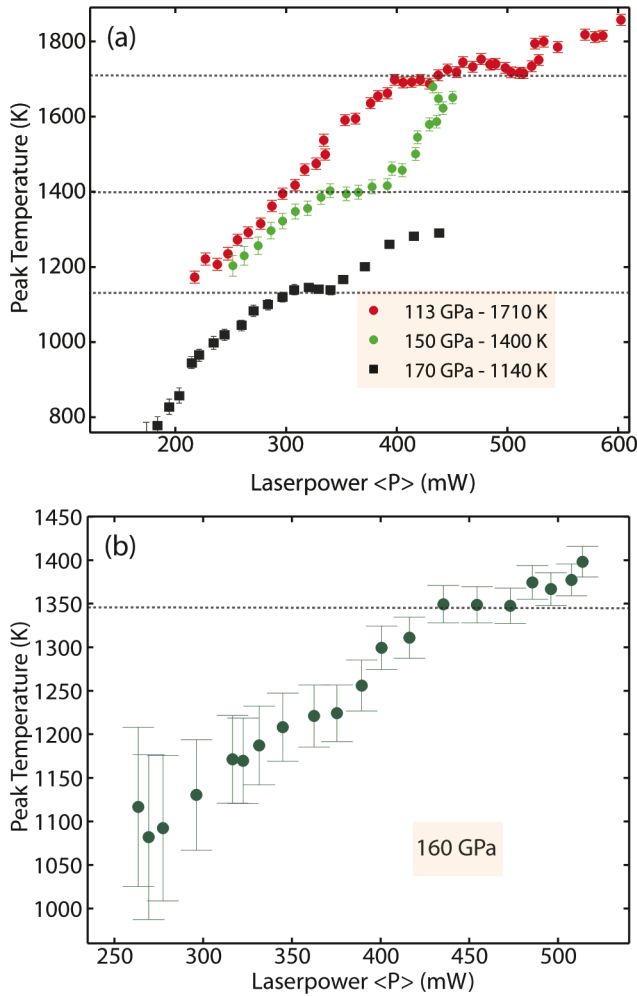 (a)
1800
1600
1400
1200
1000
800
Peak Temperature (K)
113 GPa - 1710 K
150 GPa - 1400 K
170 GPa - 1140 K
200
300
400
500
600
Laserpower <P> (mW)
(b)
1450
1400
1350
1300
1250
1200
1150
1100
1050
1000
Peak Temperature (K)
160 GPa
250
300
350
400
450
500
Laserpower <P> (mW)